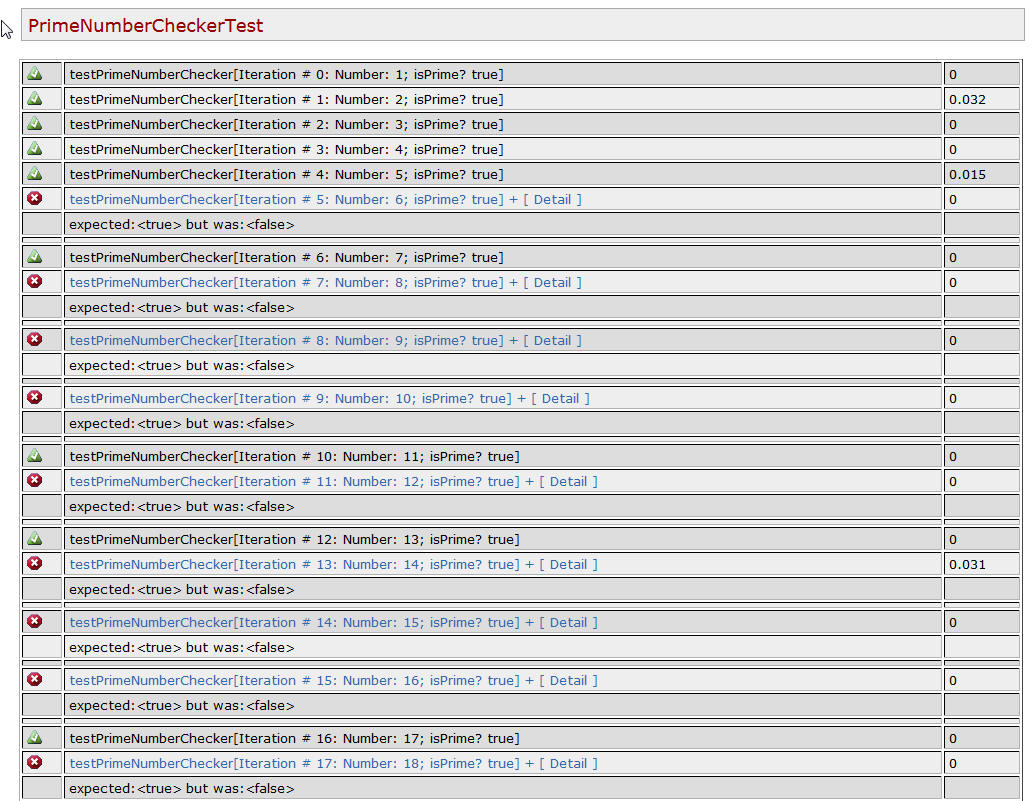 PrimeNumberCheckerTest
testPrimeNumberChecker[Iteration # 0: Number: 1; isPrime? true] 0
testPrimeNumberChecker[Iteration # 1: Number: 2; isPrime? true] 0.032
testPrimeNumberChecker[Iteration # 2: Number: 3; isPrime? true] 0
testPrimeNumberChecker[Iteration # 3: Number: 4; isPrime? true] 0
testPrimeNumberChecker[Iteration # 4: Number: 5; isPrime? true] 0.015
testPrimeNumberChecker[Iteration # 5: Number: 6; isPrime? true] + [ Detail ] 0
expected:<true> but was:<false>
testPrimeNumberChecker[Iteration # 6: Number: 7; isPrime? true] 0
testPrimeNumberChecker[Iteration # 7: Number: 8; isPrime? true] + [ Detail ] 0
expected:<true> but was:<false>
testPrimeNumberChecker[Iteration # 8: Number: 9; isPrime? true] + [ Detail ] 0
expected:<true> but was:<false>
testPrimeNumberChecker[Iteration # 9: Number: 10; isPrime? true] + [ Detail ] 0
expected:<true> but was:<false>
testPrimeNumberChecker[Iteration # 10: Number: 11; isPrime? true] 0
testPrimeNumberChecker[Iteration # 11: Number: 12; isPrime? true] + [ Detail ] 0
expected:<true> but was:<false>
testPrimeNumberChecker[Iteration # 12: Number: 13; isPrime? true] 0
testPrimeNumberChecker[Iteration # 13: Number: 14; isPrime? true] + [ Detail ] 0.031
expected:<true> but was:<false>
testPrimeNumberChecker[Iteration # 14: Number: 15; isPrime? true] + [ Detail ] 0
expected:<true> but was:<false>
testPrimeNumberChecker[Iteration # 15: Number: 16; isPrime? true] + [ Detail ] 0
expected:<true> but was:<false>
testPrimeNumberChecker[Iteration # 16: Number: 17; isPrime? true] 0
testPrimeNumberChecker[Iteration # 17: Number: 18; isPrime? true] + [ Detail ] 0
expected:<true> but was:<false>